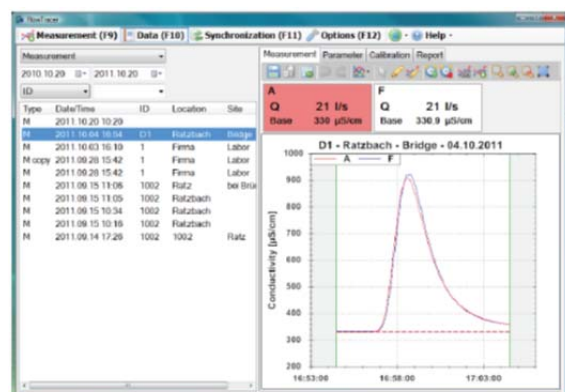 FlowTracer
Measurement (F9) Data (F10) Synchronization (F11) Options (F12) Help
Measurement
2010.10.29 2011.10.20
ID
Type Date/Time ID Location Site
M 2011.10.20 10:29
M 2011.10.04 16:54 D1 Ratzbach Bridge
M 2011.10.03 16:10 1 Firma Labor
M copy 2011.09.28 15:42 1 Firma Labor
M 2011.09.28 15:42 1 Firma Labor
M 2011.09.15 11:06 1002 Ratz bei Brü
M 2011.09.15 11:05 1002 Ratzbach
M 2011.09.15 10:34 1002 Ratzbach
M 2011.09.15 10:16 1002 Ratzbach
M 2011.09.14 17:26 1002 1002 Ratz
Measurement Parameter Calibration Report
A
Q 21 l/s
Base 330 µS/cm
F
Q 21 l/s
Base 330.9 µS/cm
D1 - Ratzbach - Bridge - 04.10.2011
A F
Conductivity [µS/cm]
1000
900
800
700
600
500
400
300
200
16:53:00 16:58:00 17:03:00